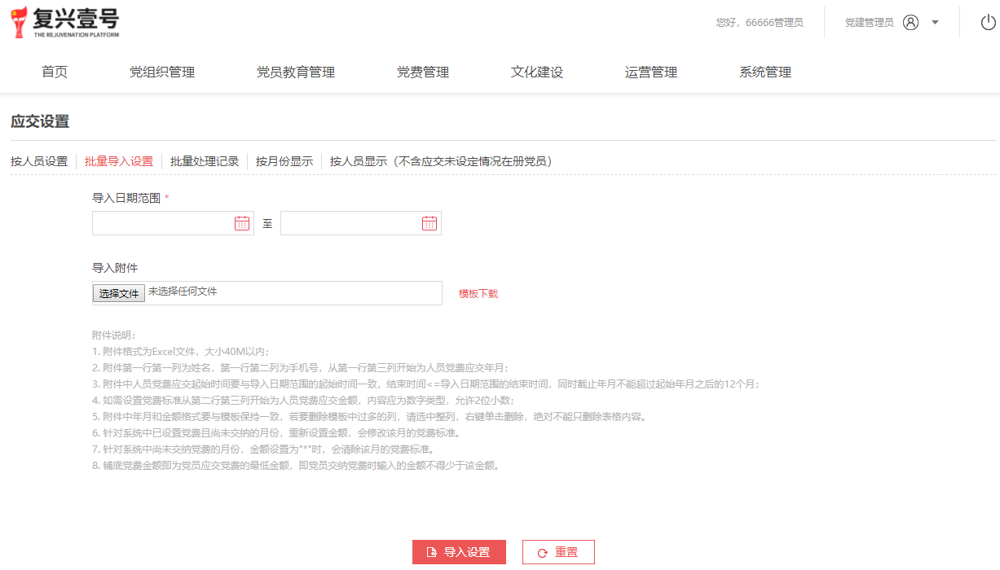 复兴壹号
THE REJUVENATION PLATFORM
您好，66666管理员
党建管理员
首页 党组织管理 党员教育管理 党费管理 文化建设 运营管理 系统管理
应交设置
按人员设置 批量导入设置 批量处理记录 按月份显示 按人员显示（不含应交未设定情况在册党员）
导入日期范围 *
至
导入附件
选择文件 未选择任何文件 模板下载
附件说明：
1. 附件格式为Excel文件，大小40M以内；
2. 附件第一行第一列为姓名，第一行第二列为手机号，从第一行第三列开始为人员党费应交年月；
3. 附件中人员党费应交起始时间要与导入日期范围的起始时间一致，结束时间<=导入日期范围的结束时间，同时截止年月不能超过起始年月之后的12个月；
4. 如需设置党费标准从第二行第三列开始为人员党费应交金额，内容应为数字类型，允许2位小数；
5. 附件中年月和金额格式要与模板保持一致，若要删除模板中过多的列，请选中整列，右键单击删除，绝对不能只删除表格内容。
6. 针对系统中已设置党费且尚未交纳的月份，重新设置金额，会修改该月的党费标准。
7. 针对系统中尚未交纳党费的月份，金额设置为"*"时，会清除该月的党费标准。
8. 铺底党费金额即为党员应交党费的最低金额，即党员交纳党费时输入的金额不得少于该金额。
导入设置 重置